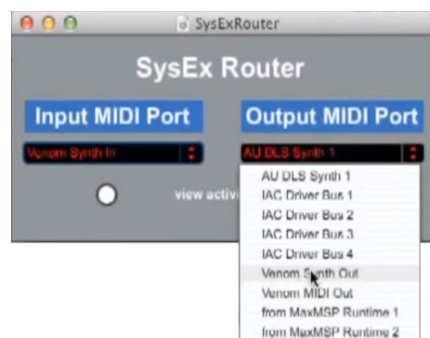 SysExRouter
SysEx Router
Input MIDI Port Output MIDI Port
Venom Synth In AU DLS Synth 1
view activi
AU DLS Synth 1
IAC Driver Bus 1
IAC Driver Bus 2
IAC Driver Bus 3
IAC Driver Bus 4
Venom Synth Out
Venom MIDI Out
from MaxMSP Runtime 1
from MaxMSP Runtime 2